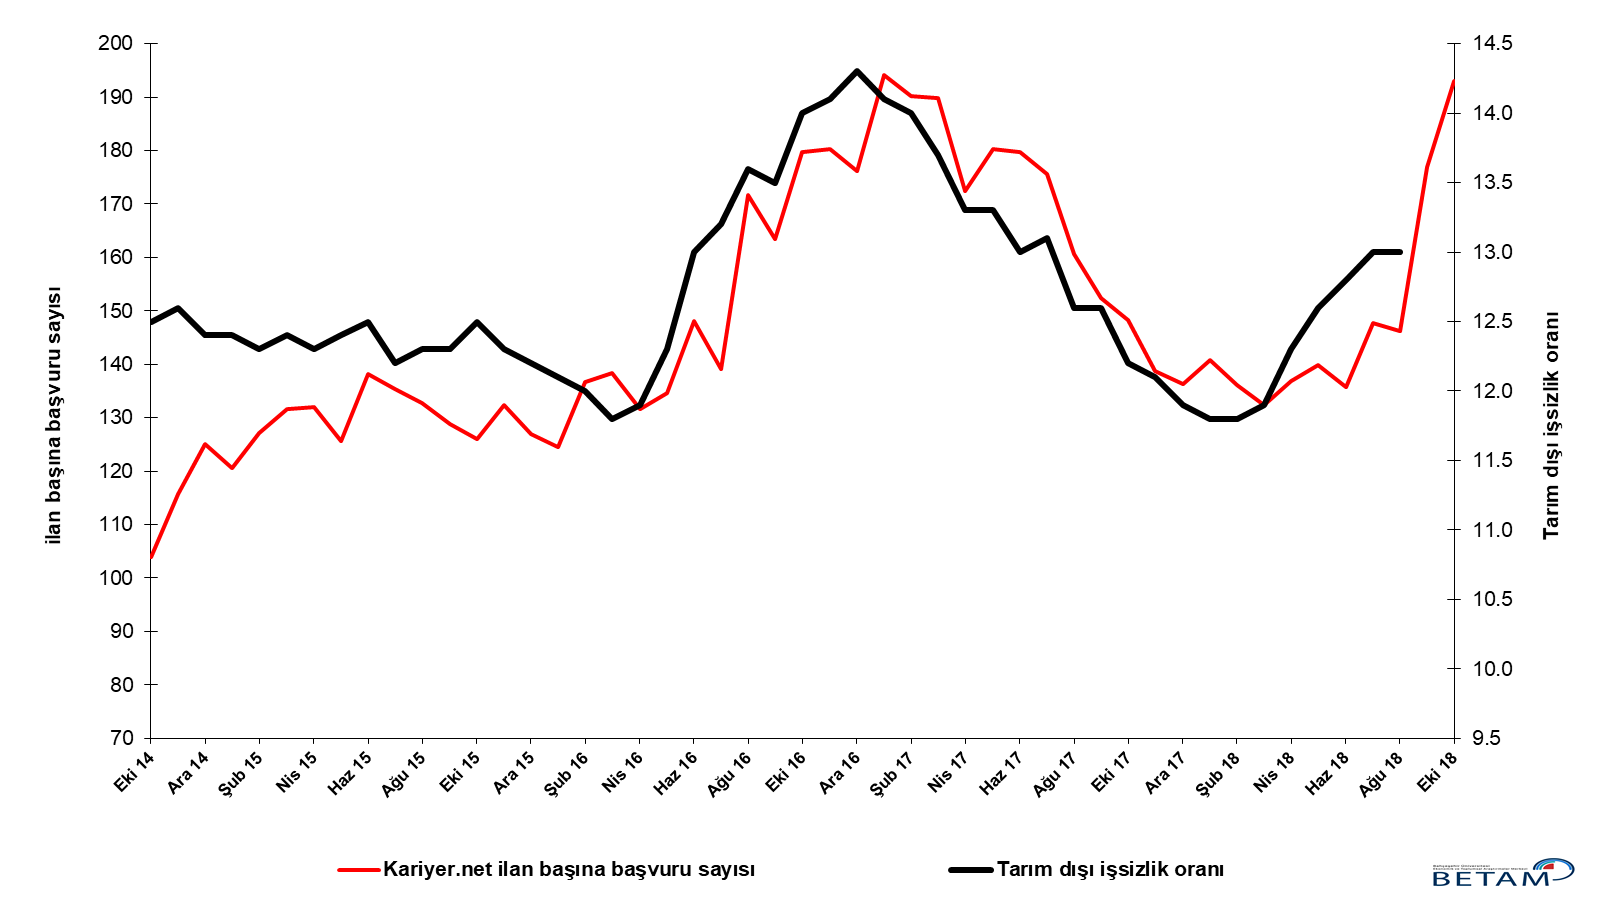 200
190
180
170
160
150
140
130
120
110
100
90
80
70
14.5
14.0
13.5
13.0
12.5
12.0
11.5
11.0
10.5
10.0
9.5
ilan başına başvuru sayısı
Tarım dışı işsizlik oranı
Eki 14
Ara 14
Şub 15
Nis 15
Haz 15
Ağu 15
Eki 15
Ara 15
Şub 16
Nis 16
Haz 16
Ağu 16
Eki 16
Ara 16
Şub 17
Nis 17
Haz 17
Ağu 17
Eki 17
Ara 17
Şub 18
Nis 18
Haz 18
Ağu 18
Eki 18
Kariyer.net ilan başına başvuru sayısı
Tarım dışı işsizlik oranı
Bahçeşehir Üniversitesi
BETAM